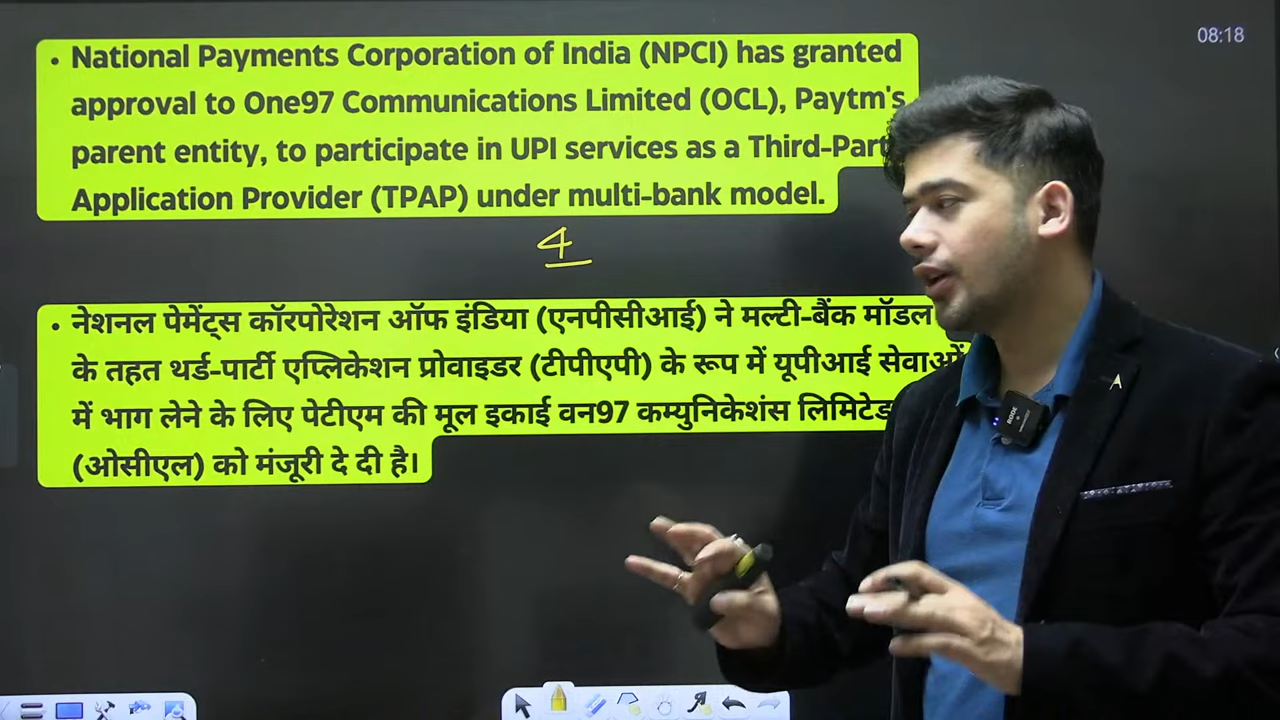 08:18
• National Payments Corporation of India (NPCI) has granted
approval to One97 Communications Limited (OCL), Paytm's
parent entity, to participate in UPI services as a
Application Provider (TPAP) under multi-bank model.
4
• नेशनल पेमेंट्स कॉरपोरेशन ऑफ इंडिया (एनपीसीआई) ने मल्टी-बैंक मॉडल
के तहत थर्ड-पार्टी एप्लिकेशन प्रोवाइडर (टीपीएपी) के रूप में यूपीआई सेवाओं
में भाग लेने के लिए पेटीएम की मूल इकाई वन97 कम्युनिकेशंस लिमिटेड
(ओसीएल) को मंजूरी दे दी है।
RODE